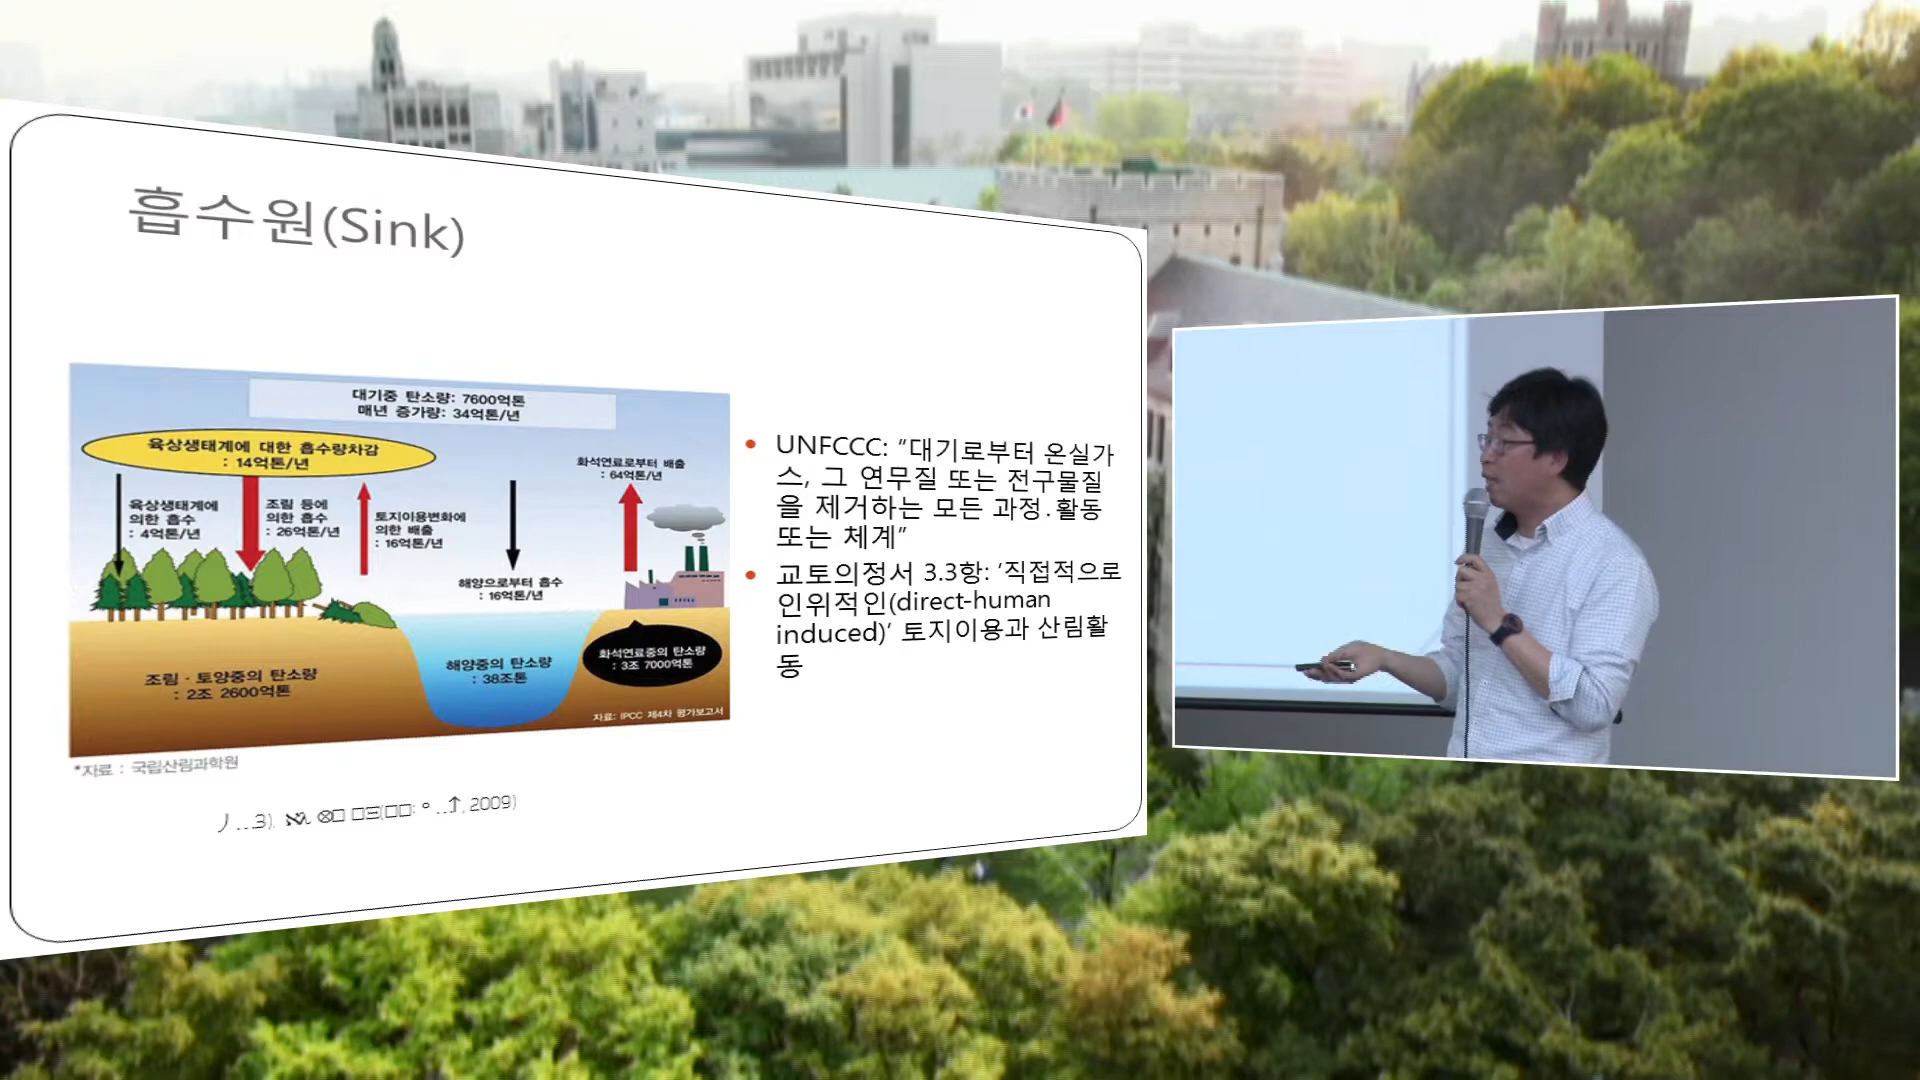 흡수원(Sink)
대기중 탄소량: 7600억톤
매년 증가량: 34억톤/년
육상생태계에 대한 흡수량차감
: 14억톤/년
육상생태계에
의한 흡수
: 4억톤/년
조림 등에
의한 흡수
: 26억톤/년
토지이용변화에
의한 배출
: 16억톤/년
해양으로부터 흡수
: 16억톤/년
화석연료로부터 배출
: 64억톤/년
조림 · 토양중의 탄소량
: 2조 2600억톤
해양중의 탄소량
: 38조톤
화석연료중의 탄소량
: 3조 7000억톤
자료: IPCC 제4차 평가보고서
*자료 : 국립산림과학원
2009)
• UNFCCC: “대기로부터 온실가
스, 그 연무질 또는 전구물질
을 제거하는 모든 과정.활동
또는 체계”
• 교토의정서 3.3항: ‘직접적으로
인위적인(direct-human
induced)’ 토지이용과 산림활
동